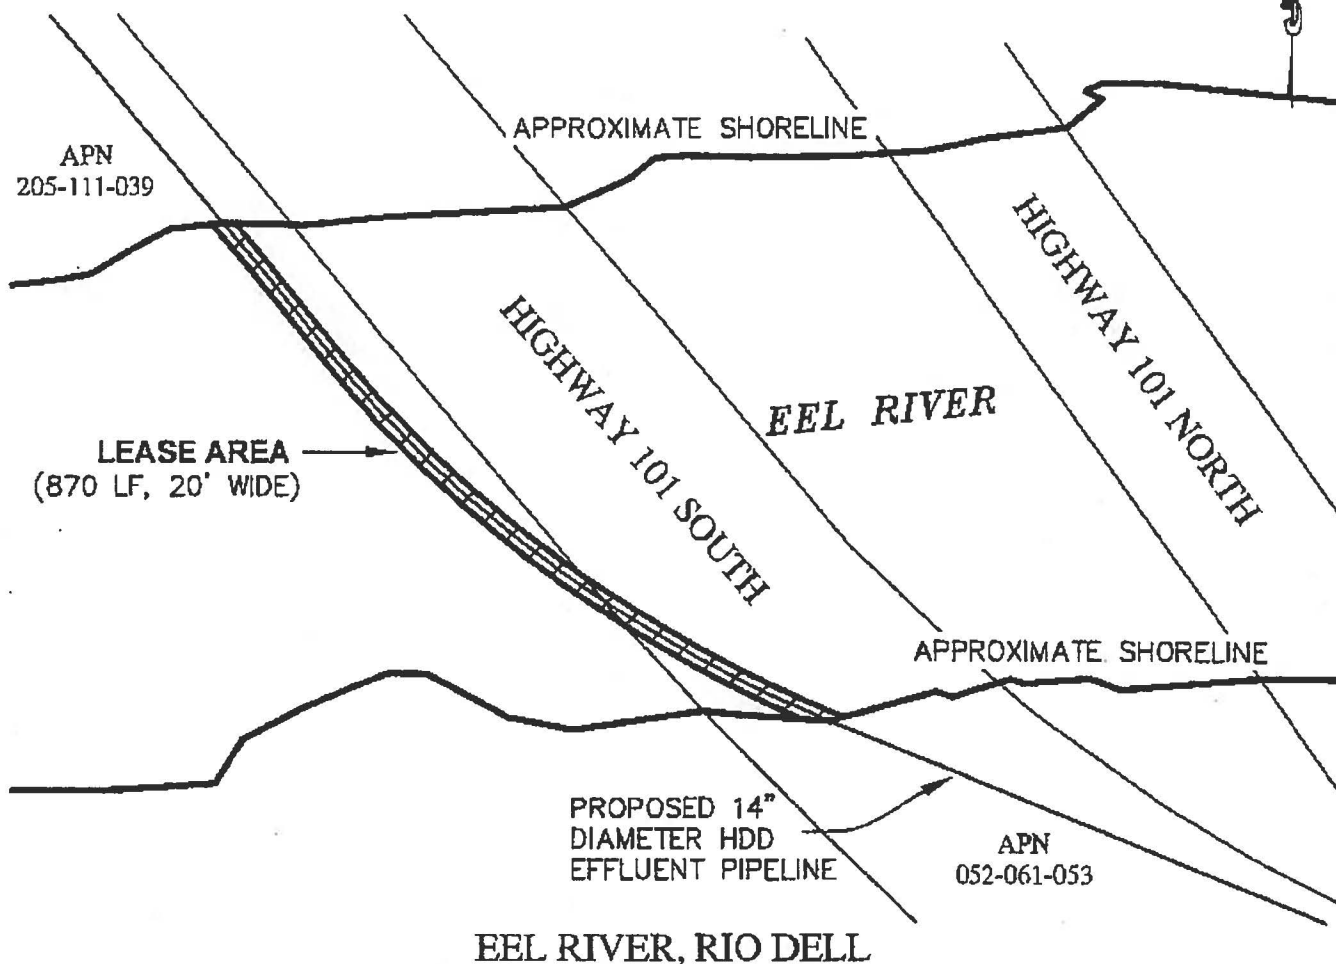 APPROXIMATE SHORELINE
APN
205-111-039
HIGHWAY 101 NORTH
HIGHWAY 101 SOUTH
EEL RIVER
LEASE AREA
(870 LF, 20' WIDE)
APPROXIMATE SHORELINE
PROPOSED 14"
DIAMETER HDD
EFFLUENT PIPELINE
APN
052-061-053
EEL RIVER, RIO DELL